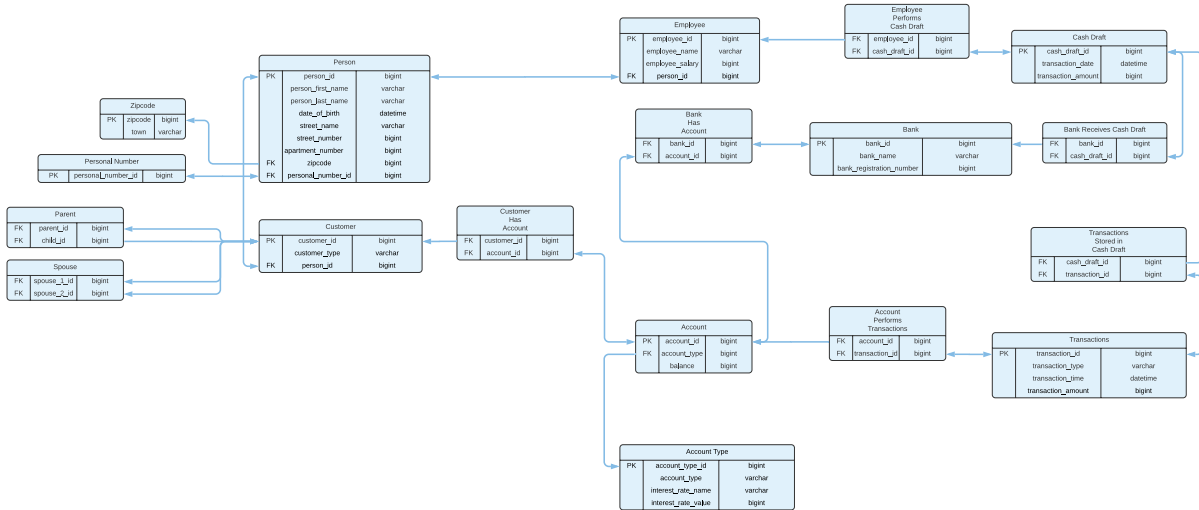 Employee
PK employee_id bigint
employee_name varchar
employee_salary bigint
FK person_id bigint
Employee
Performs
Cash Draft
FK employee_id bigint
FK cash_draft_id bigint
Cash Draft
PK cash_draft_id bigint
transaction_date datetime
transaction_amount bigint
Person
PK person_id bigint
person_first_name varchar
person_last_name varchar
date_of_birth datetime
street_name varchar
street_number bigint
apartment_number bigint
FK zipcode bigint
FK personal_number_id bigint
Zipcode
PK zipcode bigint
town varchar
Personal Number
PK personal_number_id bigint
Bank
Has
Account
FK bank_id bigint
FK account_id bigint
Bank
PK bank_id bigint
bank_name varchar
bank_registration_number bigint
Bank Receives Cash Draft
FK bank_id bigint
FK cash_draft_id bigint
Parent
FK parent_id bigint
FK child_id bigint
Spouse
FK spouse_1_id bigint
FK spouse_2_id bigint
Customer
PK customer_id bigint
customer_type varchar
FK person_id bigint
Customer
Has
Account
FK customer_id bigint
FK account_id bigint
Transactions
Stored in
Cash Draft
FK cash_draft_id bigint
FK transaction_id bigint
Account
PK account_id bigint
FK account_type bigint
balance bigint
Account
Performs
Transactions
FK account_id bigint
FK transaction_id bigint
Transactions
PK transaction_id bigint
transaction_type varchar
transaction_time datetime
transaction_amount bigint
Account Type
PK account_type_id bigint
account_type varchar
interest_rate_name varchar
interest_rate_value bigint